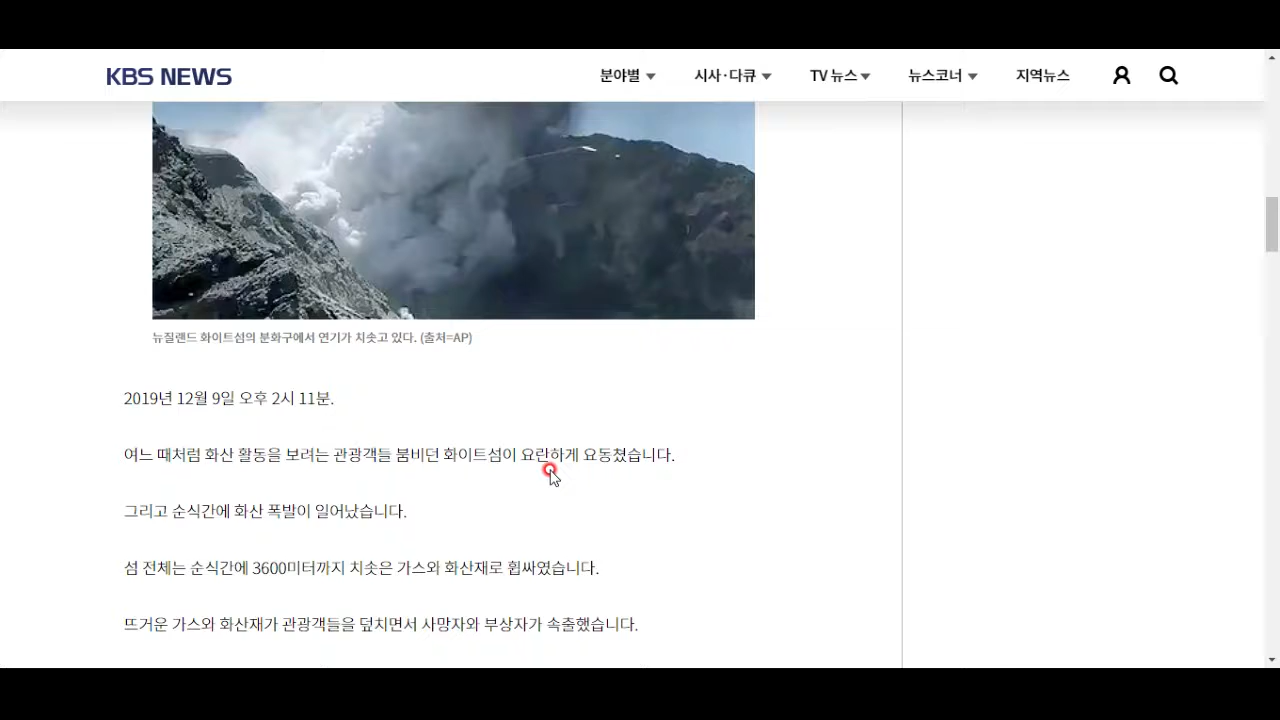 KBS NEWS
분야별
시사·다큐
TV 뉴스
뉴스코너
지역뉴스
뉴질랜드 화이트섬의 분화구에서 연기가 치솟고 있다. (출처=AP)
2019년 12월 9일 오후 2시 11분.
여느 때처럼 화산 활동을 보려는 관광객들 붐비던 화이트섬이 요란하게 요동쳤습니다.
그리고 순식간에 화산 폭발이 일어났습니다.
섬 전체는 순식간에 3600미터까지 치솟은 가스와 화산재로 휩싸였습니다.
뜨거운 가스와 화산재가 관광객들을 덮치면서 사망자와 부상자가 속출했습니다.